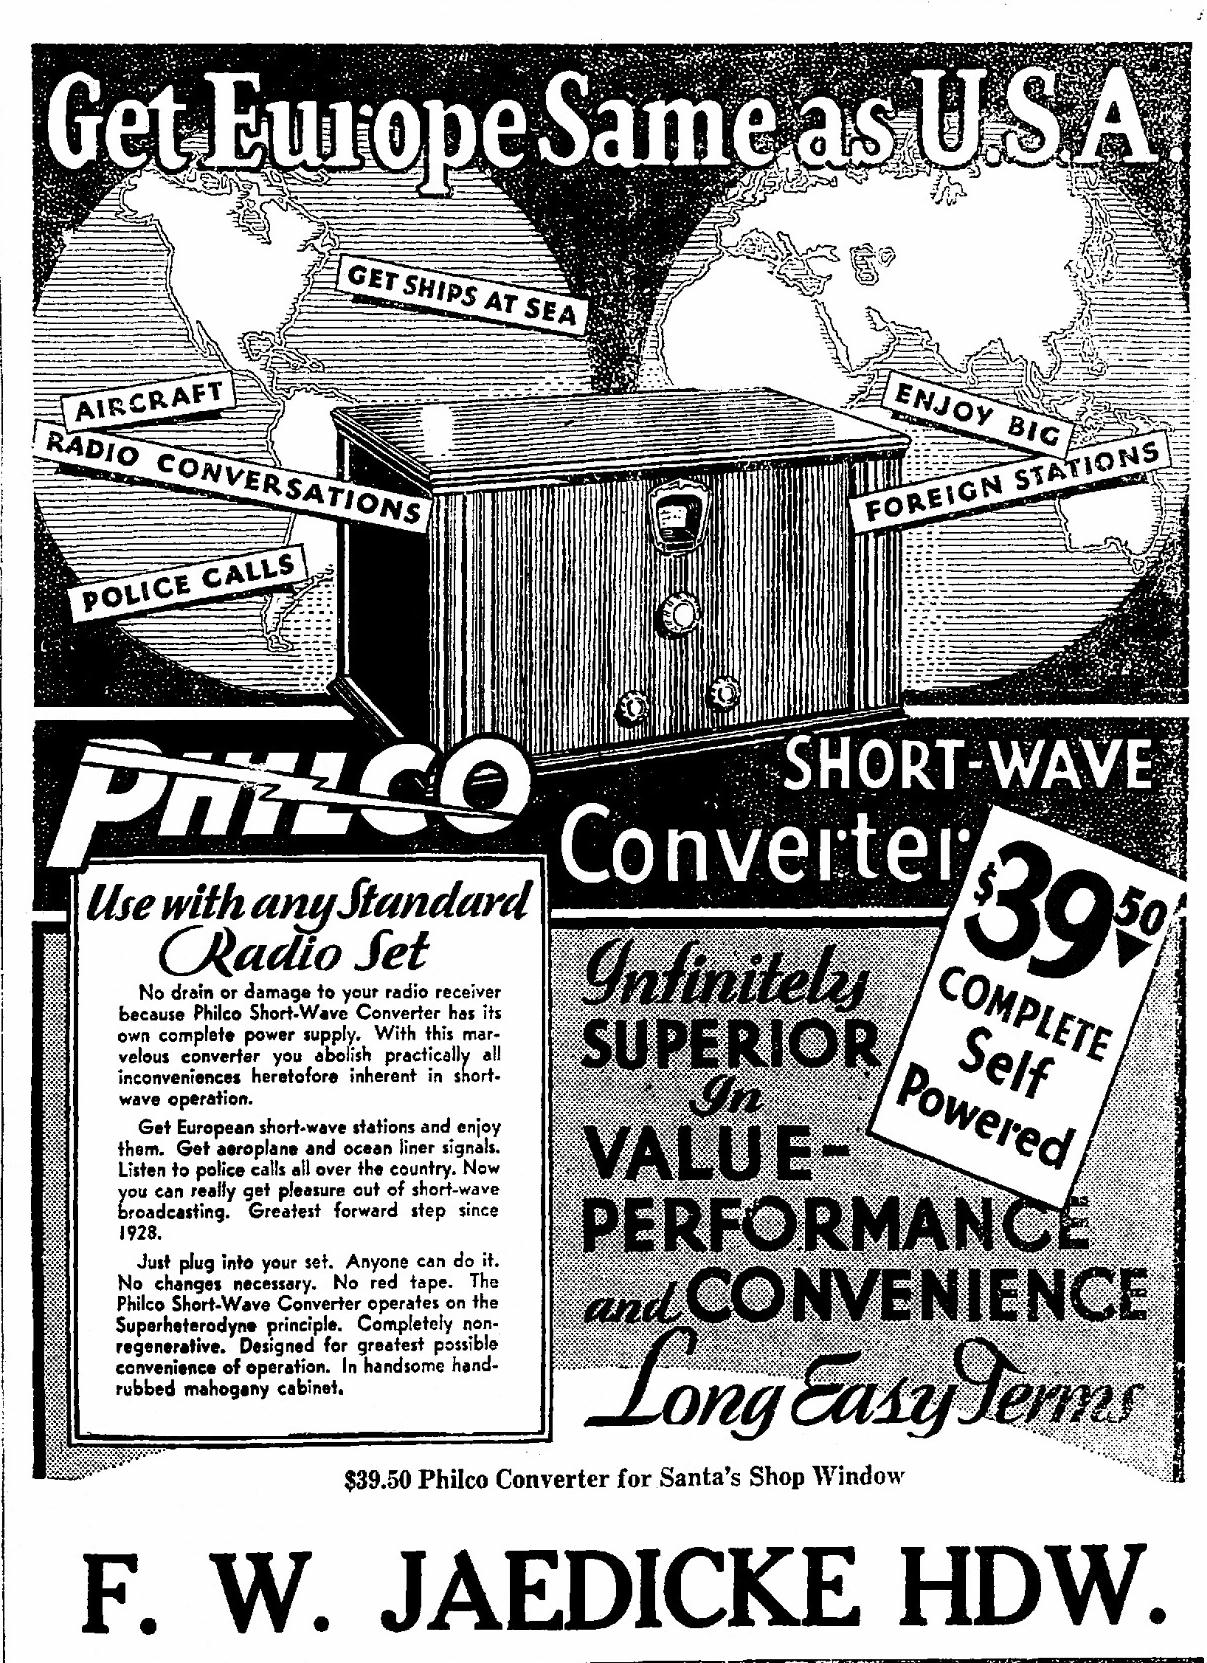 Get Europe Same as U.S.A.
GET SHIPS AT SEA
AIRCRAFT
RADIO CONVERSATIONS
POLICE CALLS
ENJOY BIG
FOREIGN STATIONS
PHILCO
SHORT-WAVE
Converter
$39.50
COMPLETE
Self
Powered
Use with any Standard
Radio Set
No drain or damage to your radio receiver
because Philco Short-Wave Converter has its
own complete power supply. With this mar-
velous converter you abolish practically all
inconveniences heretofore inherent in short-
wave operation.
Get European short-wave stations and enjoy
them. Get aeroplane and ocean liner signals.
Listen to police calls all over the country. Now
you can really get pleasure out of short-wave
broadcasting. Greatest forward step since
1928.
Just plug into your set. Anyone can do it.
No changes necessary. No red tape. The
Philco Short-Wave Converter operates on the
Superheterodyne principle. Completely non-
regenerative. Designed for greatest possible
convenience of operation. In handsome hand-
rubbed mahogany cabinet.
Infinitely
SUPERIOR
In
VALUE-
PERFORMANCE
and CONVENIENCE
Long Easy Terms
$39.50 Philco Converter for Santa's Shop Window
F. W. JAEDICKE HDW.